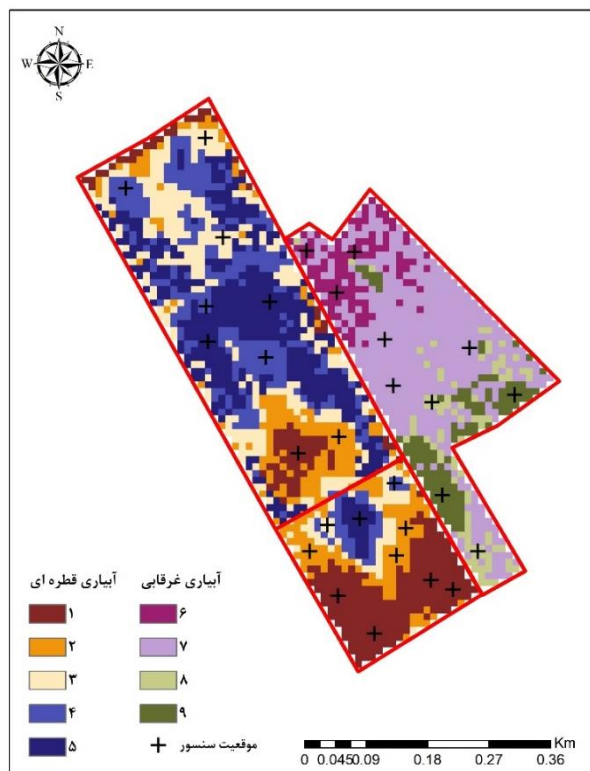 N
W E
S
آبیاری قطره ای
آبیاری غرقابی
۱
۲
۳
۴
۵
۶
۷
۸
۹
موقعیت سنسور
Km
0 0.045 0.09 0.18 0.27 0.36